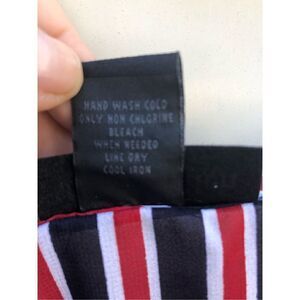 HAND WASH COLD
ONLY NON CHLORINE
BLEACH
WHEN NEEDED
LINE DRY
COOL IRON